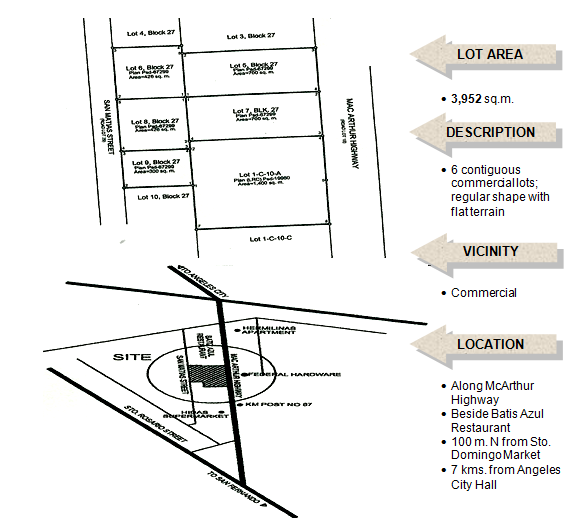 Lot 4, Block 27
Lot 3, Block 27
Lot 6, Block 27
Plan Psd-67299
Area=426 sq. m.
Lot 5, Block 27
Plan Psd-67299
Area=700 sq. m.
Lot 8, Block 27
Plan Psd-67299
Area=426 sq. m.
Lot 7, BLK. 27
Plan Psd-67299
Area=700 sq. m.
Lot 9, Block 27
Plan Psd-67299
Area=300 sq. m.
Lot 1-C-10-A
Plan (LRC) Psd-19960
Area=1,400 sq. m.
Lot 10, Block 27
Lot 1-C-10-C
SAN MATIAS STREET
MAC ARTHUR HIGHWAY
LOT AREA
• 3,952 sq.m.
DESCRIPTION
• 6 contiguous
commercial lots;
regular shape with
flat terrain
VICINITY
• Commercial
LOCATION
• Along McArthur
Highway
• Beside Batis Azul
Restaurant
• 100 m. N from Sto.
Domingo Market
• 7 kms. from Angeles
City Hall
TO ANGELES CITY
HERMILINAS
APARTMENT
BATIS AZUL
RESTAURANT
SITE
SAN MATIAS STREET
MAC ARTHUR HIGHWAY
FEDERAL HARDWARE
KM POST NO 87
SUPERMARKET
STO. ROSARIO STREET
TO SAN FERNANDO